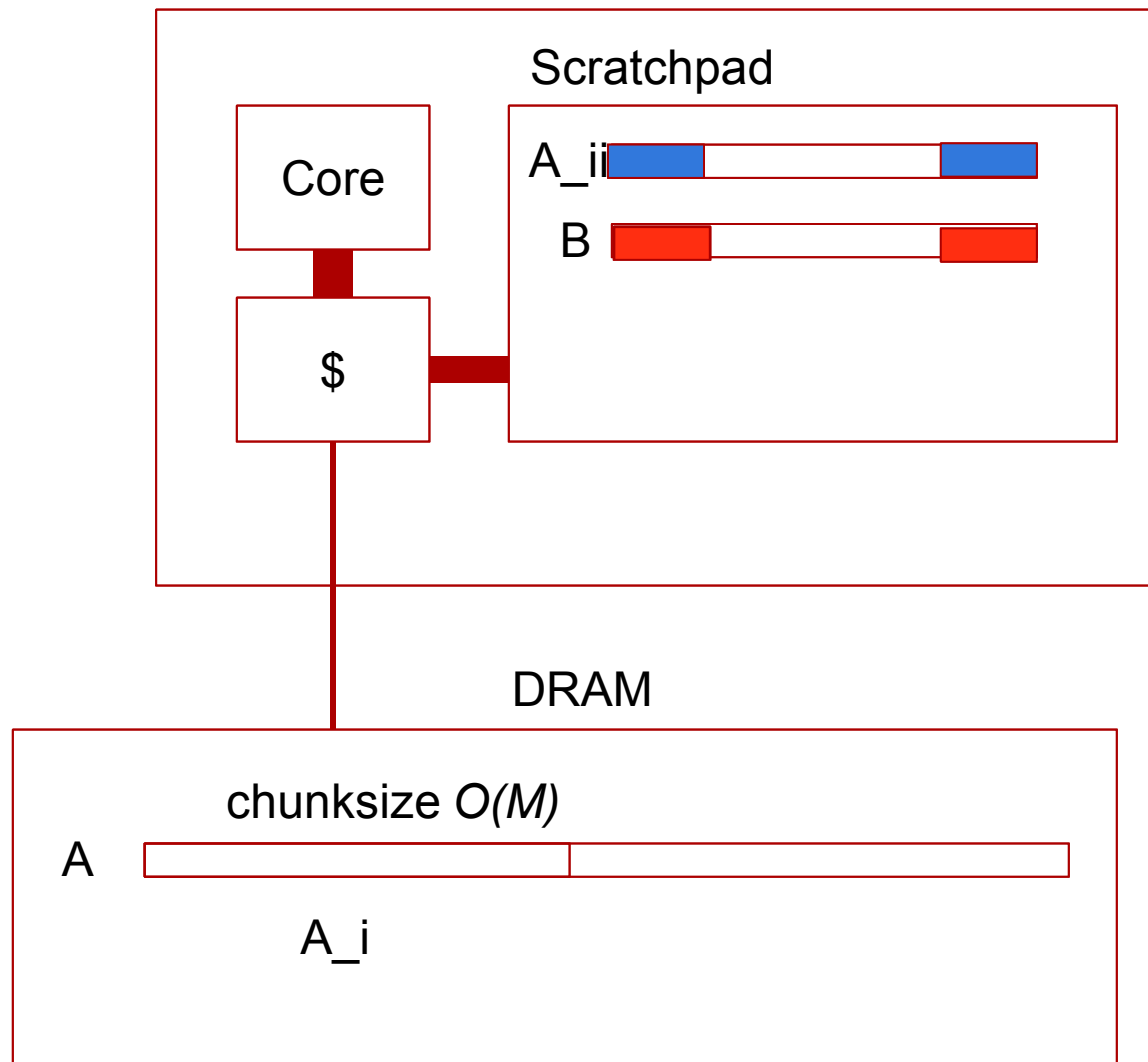 Scratchpad
Core
A_ii
B
$
DRAM
chunksize O(M)
A
A_i